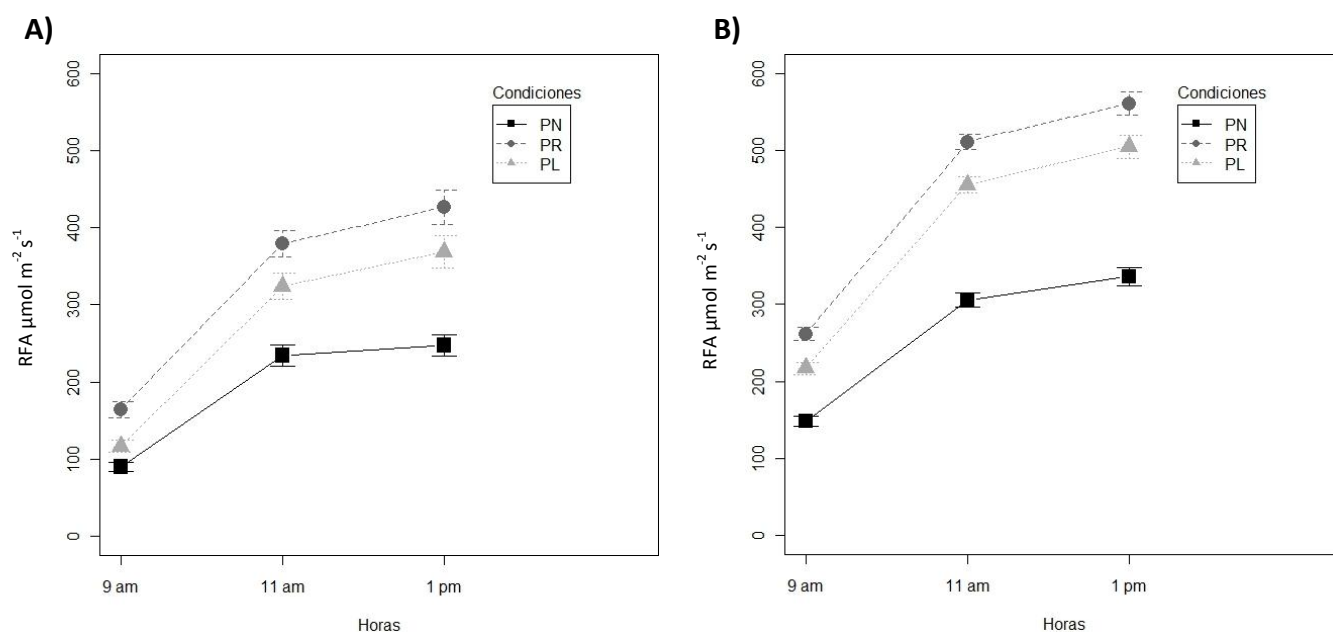 A)
600
500
400
300
200
100
0
RFA µmol m⁻² s⁻¹
Condiciones
PN
PR
PL
9 am 11 am 1 pm
Horas
B)
600
500
400
300
200
100
0
RFA µmol m⁻² s⁻¹
Condiciones
PN
PR
PL
9 am 11 am 1 pm
Horas